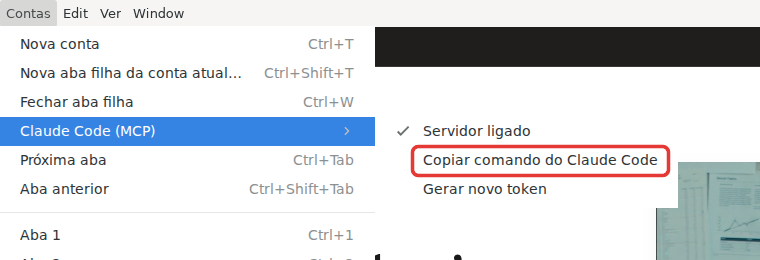 Contas Edit Ver Window
Nova conta Ctrl+T
Nova aba filha da conta atual... Ctrl+Shift+T
Fechar aba filha Ctrl+W
Claude Code (MCP) >
Próxima aba Ctrl+Tab
Aba anterior Ctrl+Shift+Tab
Aba 1 Ctrl+1
✓ Servidor ligado
Copiar comando do Claude Code
Gerar novo token